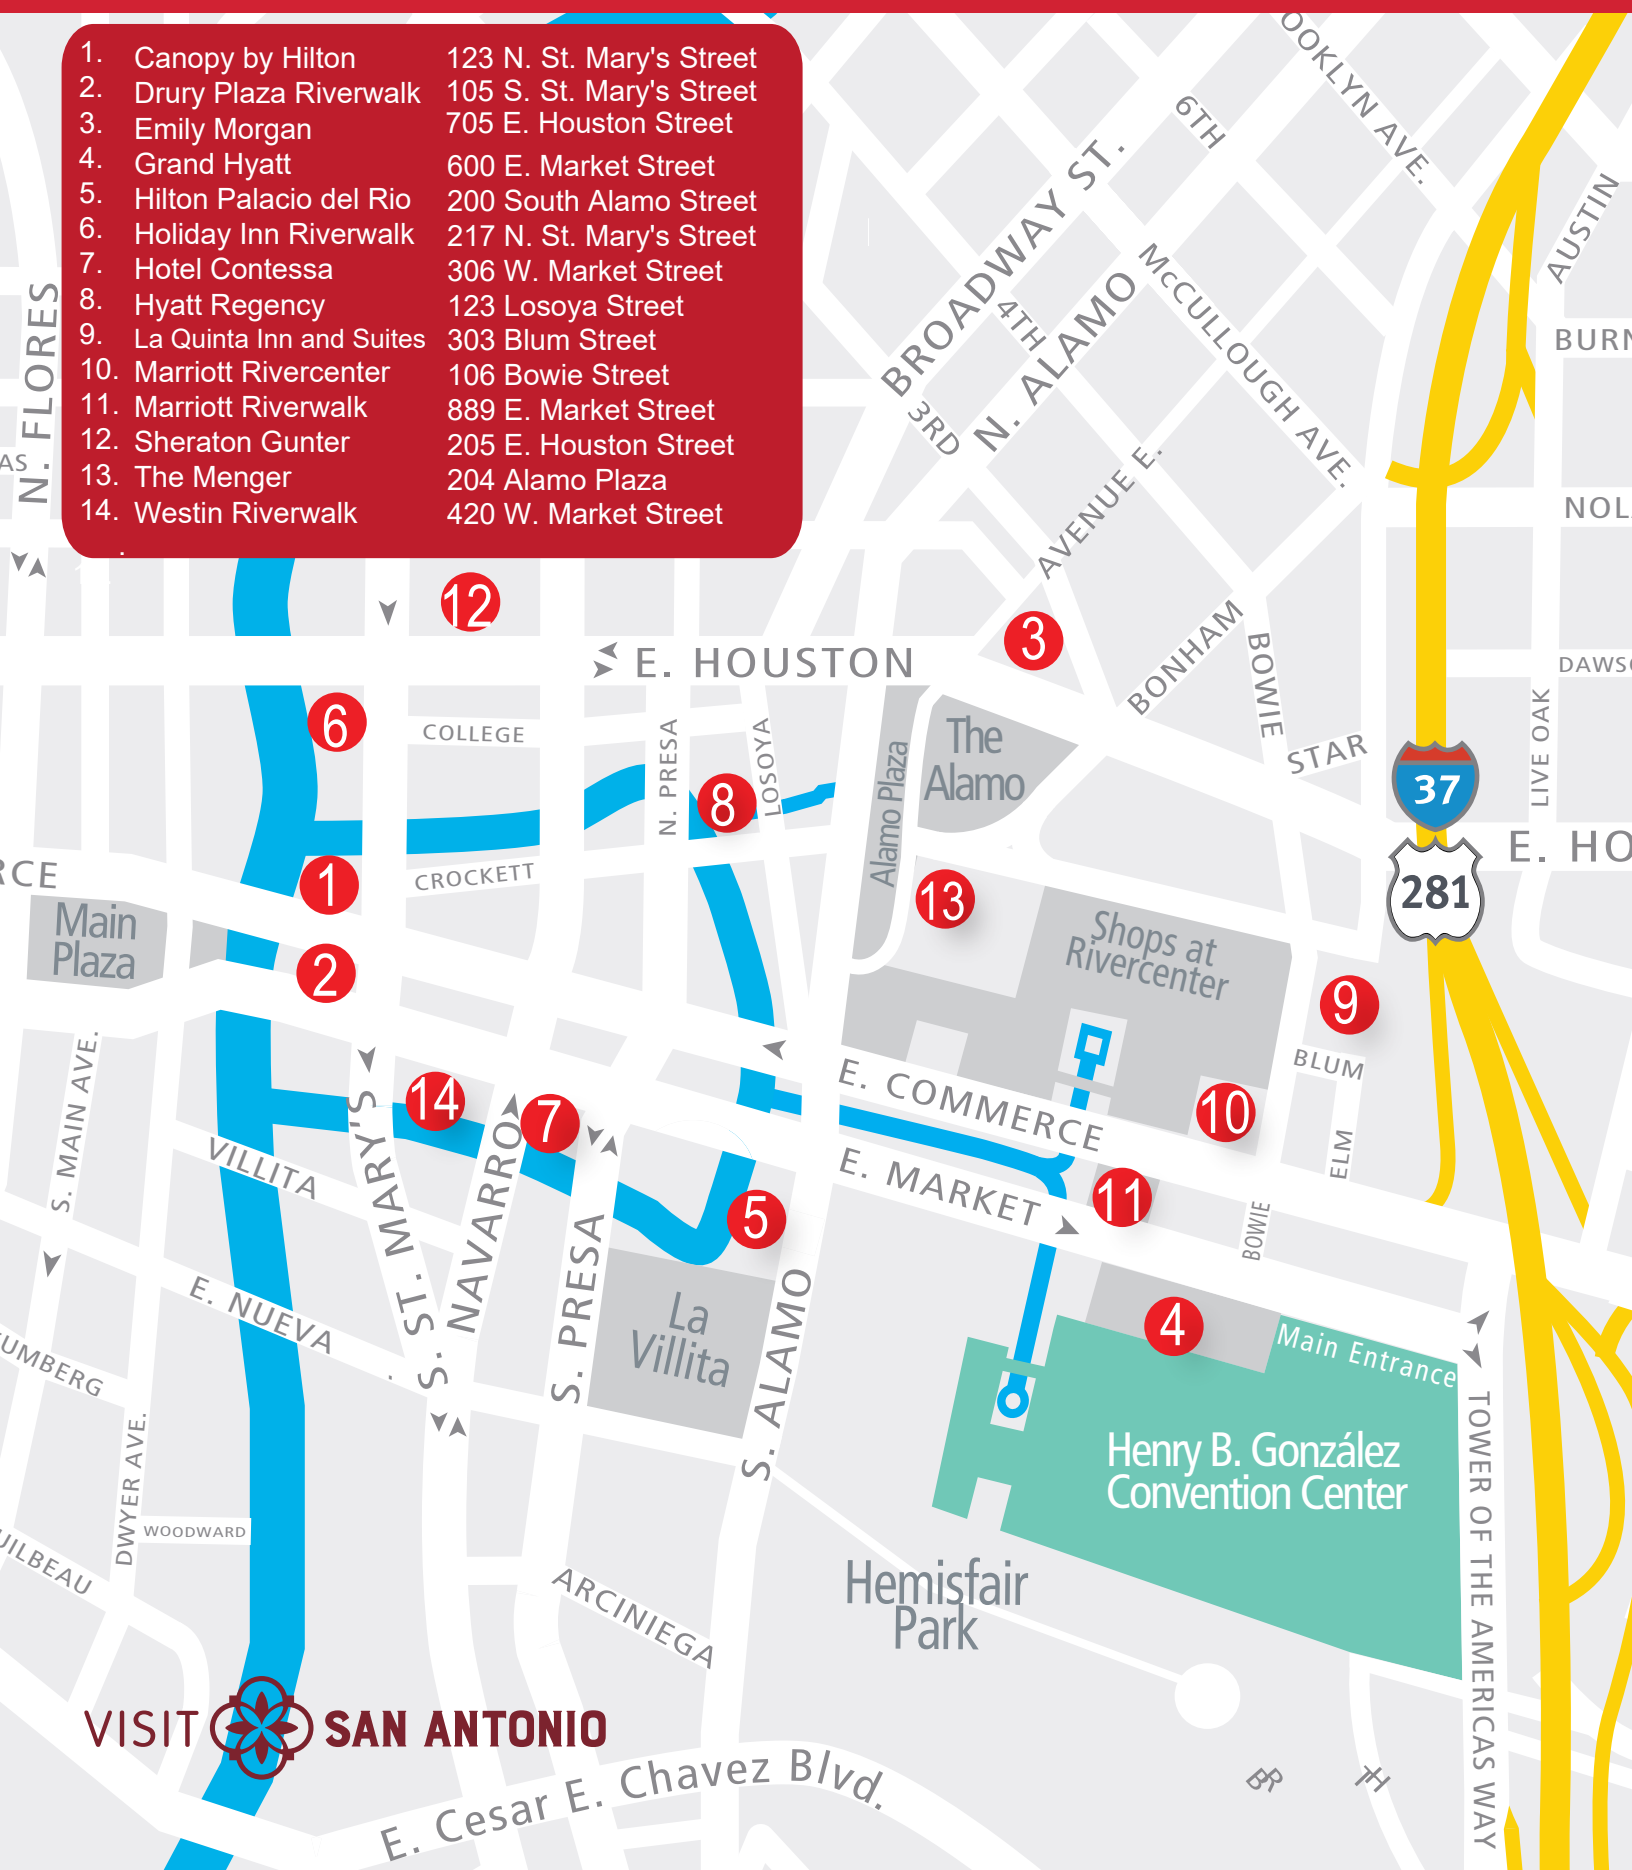 1. Canopy by Hilton 123 N. St. Mary's Street
2. Drury Plaza Riverwalk 105 S. St. Mary's Street
3. Emily Morgan 705 E. Houston Street
4. Grand Hyatt 600 E. Market Street
5. Hilton Palacio del Rio 200 South Alamo Street
6. Holiday Inn Riverwalk 217 N. St. Mary's Street
7. Hotel Contessa 306 W. Market Street
8. Hyatt Regency 123 Losoya Street
9. La Quinta Inn and Suites 303 Blum Street
10. Marriott Rivercenter 106 Bowie Street
11. Marriott Riverwalk 889 E. Market Street
12. Sheraton Gunter 205 E. Houston Street
13. The Menger 204 Alamo Plaza
14. Westin Riverwalk 420 W. Market Street
.
OOKLYN AVE.
6TH
BROADWAY ST.
AUSTIN
N. ALAMO
McCULLOUGH AVE.
4TH
3RD
BURN
N. FLORES
AS
AVENUE E.
NOL
12
3
E. HOUSTON
BONHAM
BOWIE
DAWS
LIVE OAK
STAR
6
COLLEGE
N. PRESA
LOSOYA
8
Alamo Plaza
The
Alamo
37
281
E. HO
RCE
1
CROCKETT
13
Main
Plaza
2
Shops at
Rivercenter
9
BLUM
S. MAIN AVE.
14
7
E. COMMERCE
10
ELM
VILLITA
S. ST. MARY'S
NAVARRO
S. PRESA
5
E. MARKET
11
BOWIE
E. NUEVA
La
Villita
S. ALAMO
4
Main Entrance
UMBERG
DWYER AVE.
WOODWARD
UILBEAU
Henry B. González
Convention Center
TOWER OF THE AMERICAS WAY
Hemisfair
Park
ARCINIEGA
VISIT SAN ANTONIO
E. Cesar E. Chavez Blvd.